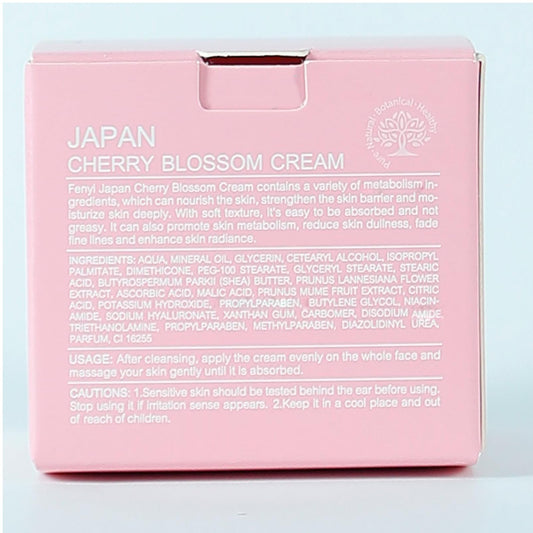 Pure·Natural·Botanical·Healthy
JAPAN
CHERRY BLOSSOM CREAM
Fenyi Japan Cherry Blossom Cream contains a variety of metabolism in-
gredients, which can nourish the skin, strengthen the skin barrier and mo-
isturize skin deeply. With soft texture, it's easy to be absorbed and not
greasy. It can also promote skin metabolism, reduce skin dullness, fade
fine lines and enhance skin radiance.
INGREDIENTS: AQUA, MINERAL OIL, GLYCERIN, CETEARYL ALCOHOL, ISOPROPYL
PALMITATE, DIMETHICONE, PEG-100 STEARATE, GLYCERYL STEARATE, STEARIC
ACID, BUTYROSPERMUM PARKII (SHEA) BUTTER, PRUNUS LANNESIANA FLOWER
EXTRACT, ASCORBIC ACID, MALIC ACID, PRUNUS MUME FRUIT EXTRACT, CITRIC
ACID, POTASSIUM HYDROXIDE, PROPYLPARABEN, BUTYLENE GLYCOL, NIACIN-
AMIDE, SODIUM HYALURONATE, XANTHAN GUM, CARBOMER, DISODIUM AMIDE,
TRIETHANOLAMINE, PROPYLPARABEN, METHYLPARABEN, DIAZOLIDINYL UREA,
PARFUM, CI 16255
USAGE: After cleansing, apply the cream evenly on the whole face and
massage your skin gently until it is absorbed.
CAUTIONS: 1.Sensitive skin should be tested behind the ear before using.
Stop using it if irritation sense appears. 2.Keep it in a cool place and out
of reach of children.